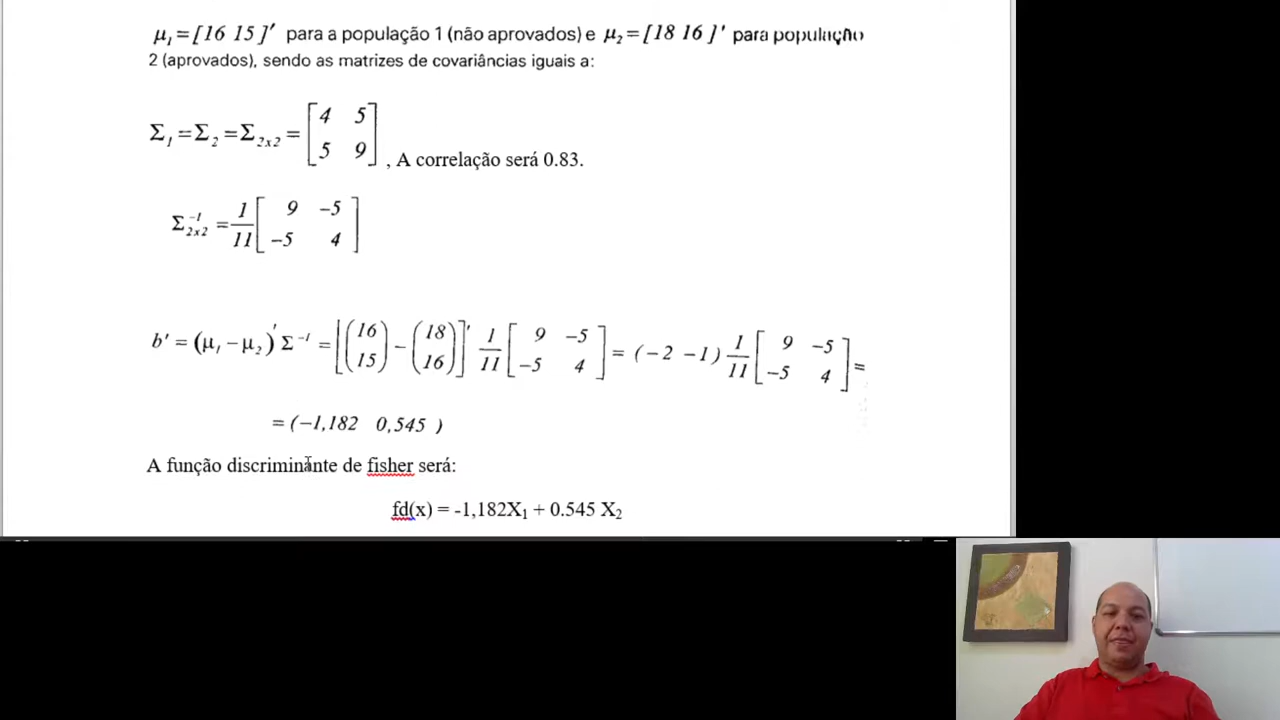 μ₁ = [16 15]′ para a população 1 (não aprovados) e μ₂ = [18 16]′ para população
2 (aprovados), sendo as matrizes de covariâncias iguais a:
Σ₁ = Σ₂ = Σ₂ₓ₂ = [4 5; 5 9] , A correlação será 0.83.
Σ₂ₓ₂⁻¹ = 1/11 [9 −5; −5 4]
b′ = (μ₁ − μ₂)′ Σ⁻¹ = [(16 15) − (18 16)]′ 1/11 [9 −5; −5 4] = (−2 −1) 1/11 [9 −5; −5 4] =
= (−1,182 0,545 )
A função discriminante de fisher será:
fd(x) = -1,182X₁ + 0.545 X₂